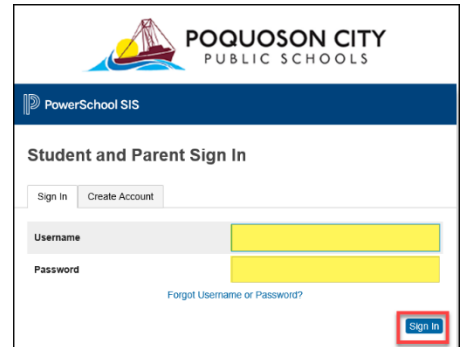 POQUOSON CITY
PUBLIC SCHOOLS
PowerSchool SIS
Student and Parent Sign In
Sign In Create Account
Username
Password
Forgot Username or Password?
Sign In